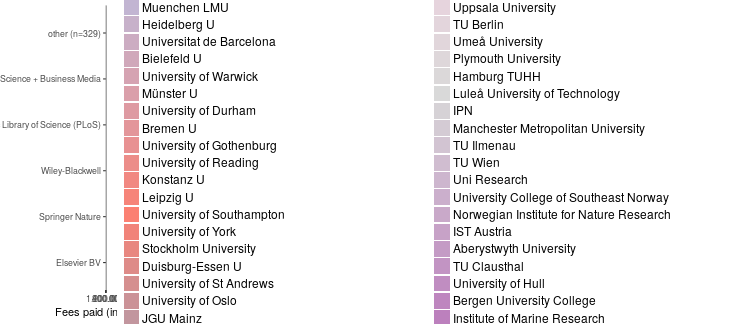 other (n=329)
Science + Business Media
Library of Science (PLoS)
Wiley-Blackwell
Springer Nature
Elsevier BV
Fees paid (in
Muenchen LMU
Heidelberg U
Universitat de Barcelona
Bielefeld U
University of Warwick
Münster U
University of Durham
Bremen U
University of Gothenburg
University of Reading
Konstanz U
Leipzig U
University of Southampton
University of York
Stockholm University
Duisburg-Essen U
University of St Andrews
University of Oslo
JGU Mainz
Uppsala University
TU Berlin
Umeå University
Plymouth University
Hamburg TUHH
Luleå University of Technology
IPN
Manchester Metropolitan University
TU Ilmenau
TU Wien
Uni Research
University College of Southeast Norway
Norwegian Institute for Nature Research
IST Austria
Aberystwyth University
TU Clausthal
University of Hull
Bergen University College
Institute of Marine Research